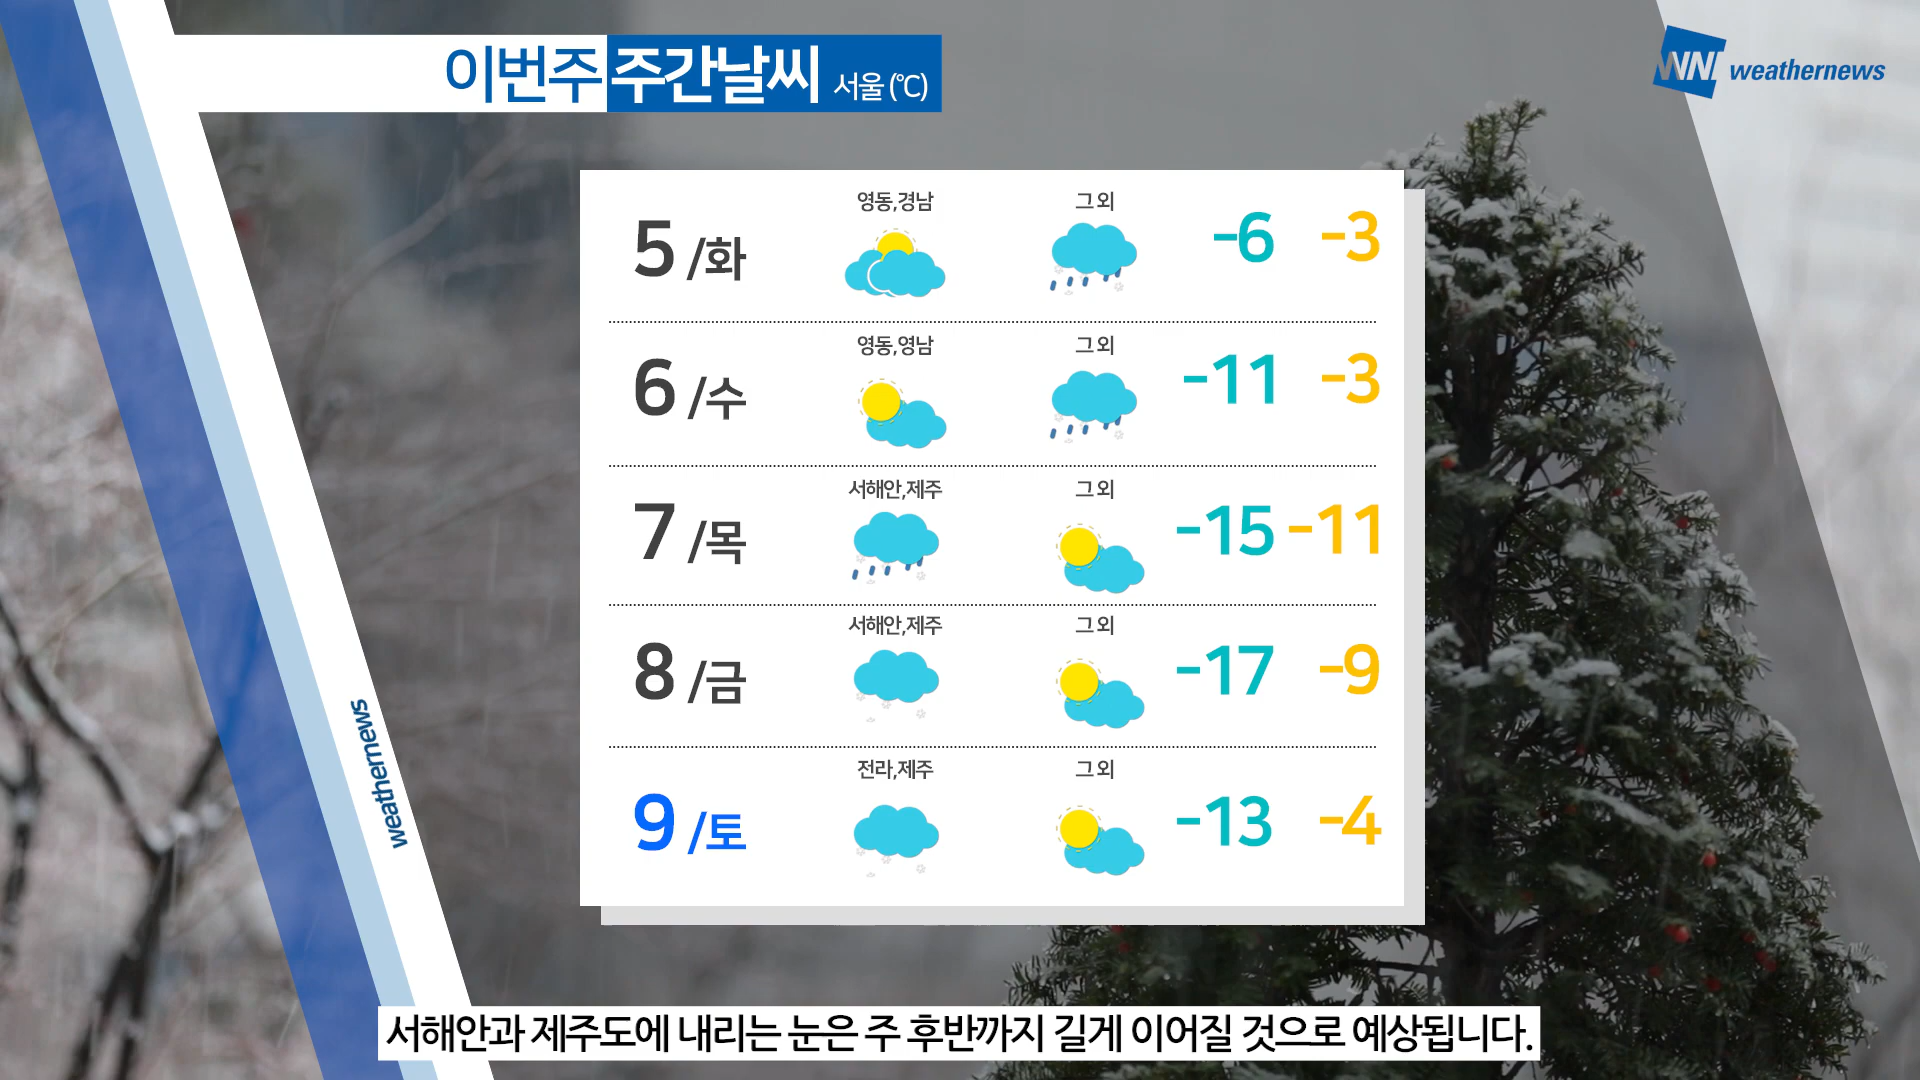 이번주 주간날씨 서울 (℃)
WNI weathernews
영동,경남 그 외
5 /화 -6 -3
영동,영남 그 외
6 /수 -11 -3
서해안,제주 그 외
7 /목 -15 -11
서해안,제주 그 외
8 /금 -17 -9
전라,제주 그 외
9 /토 -13 -4
weathernews
서해안과 제주도에 내리는 눈은 주 후반까지 길게 이어질 것으로 예상됩니다.